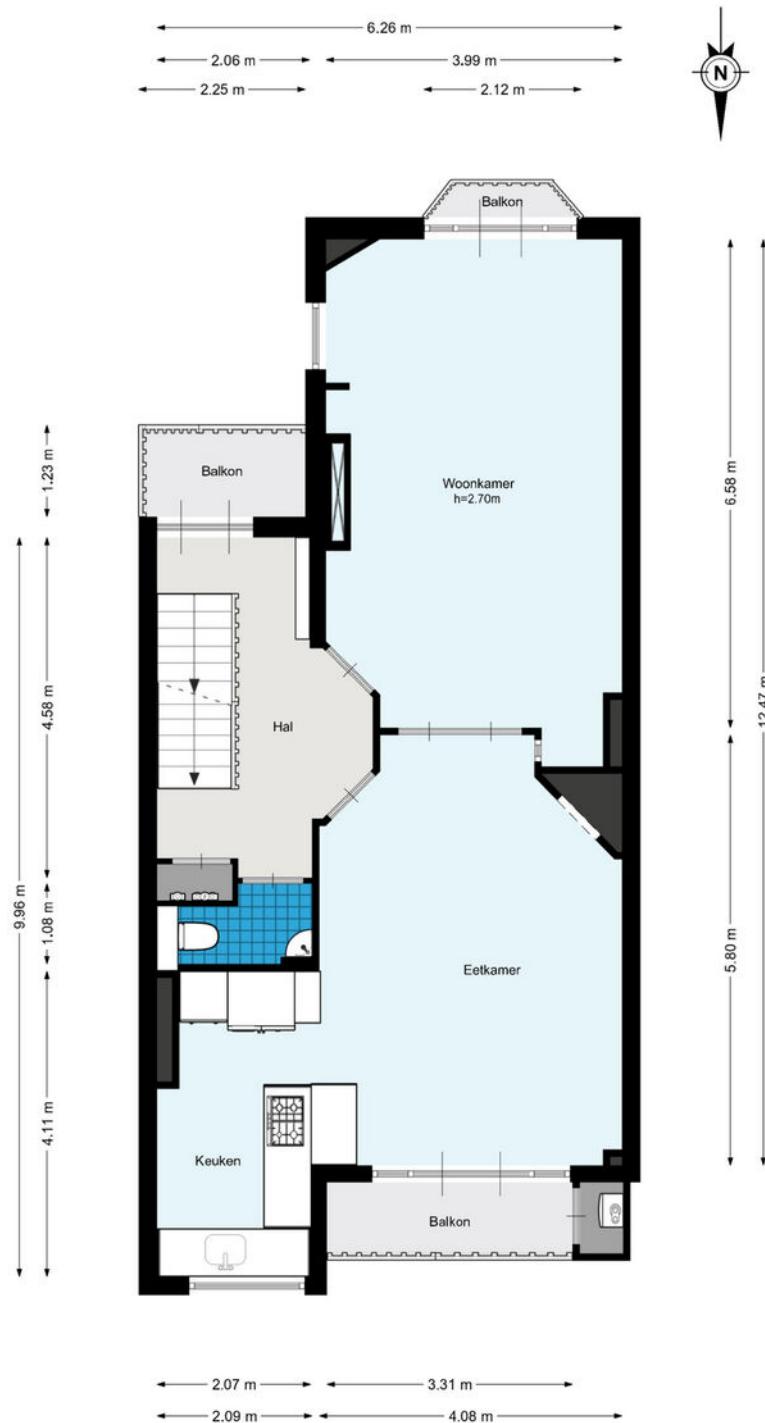 6.26 m
2.06 m
3.99 m
2.25 m
2.12 m
N
Balkon
1.23 m
Balkon
Woonkamer
h=2.70m
6.58 m
12.47 m
4.58 m
Hal
9.96 m
1.08 m
5.80 m
Eetkamer
4.11 m
Keuken
Balkon
2.07 m
3.31 m
2.09 m
4.08 m